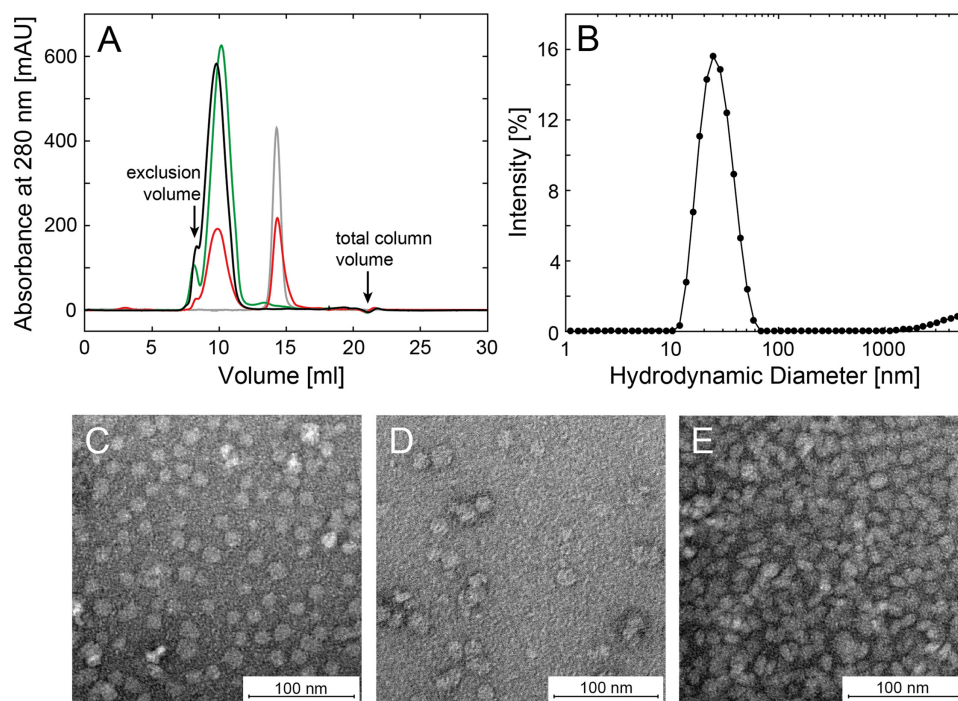 A
Absorbance at 280 nm [mAU]
600
400
200
0
exclusion
volume
total column
volume
0 5 10 15 20 25 30
Volume [ml]
B
Intensity [%]
16
12
8
4
0
1 10 100 1000
Hydrodynamic Diameter [nm]
C
100 nm
D
100 nm
E
100 nm